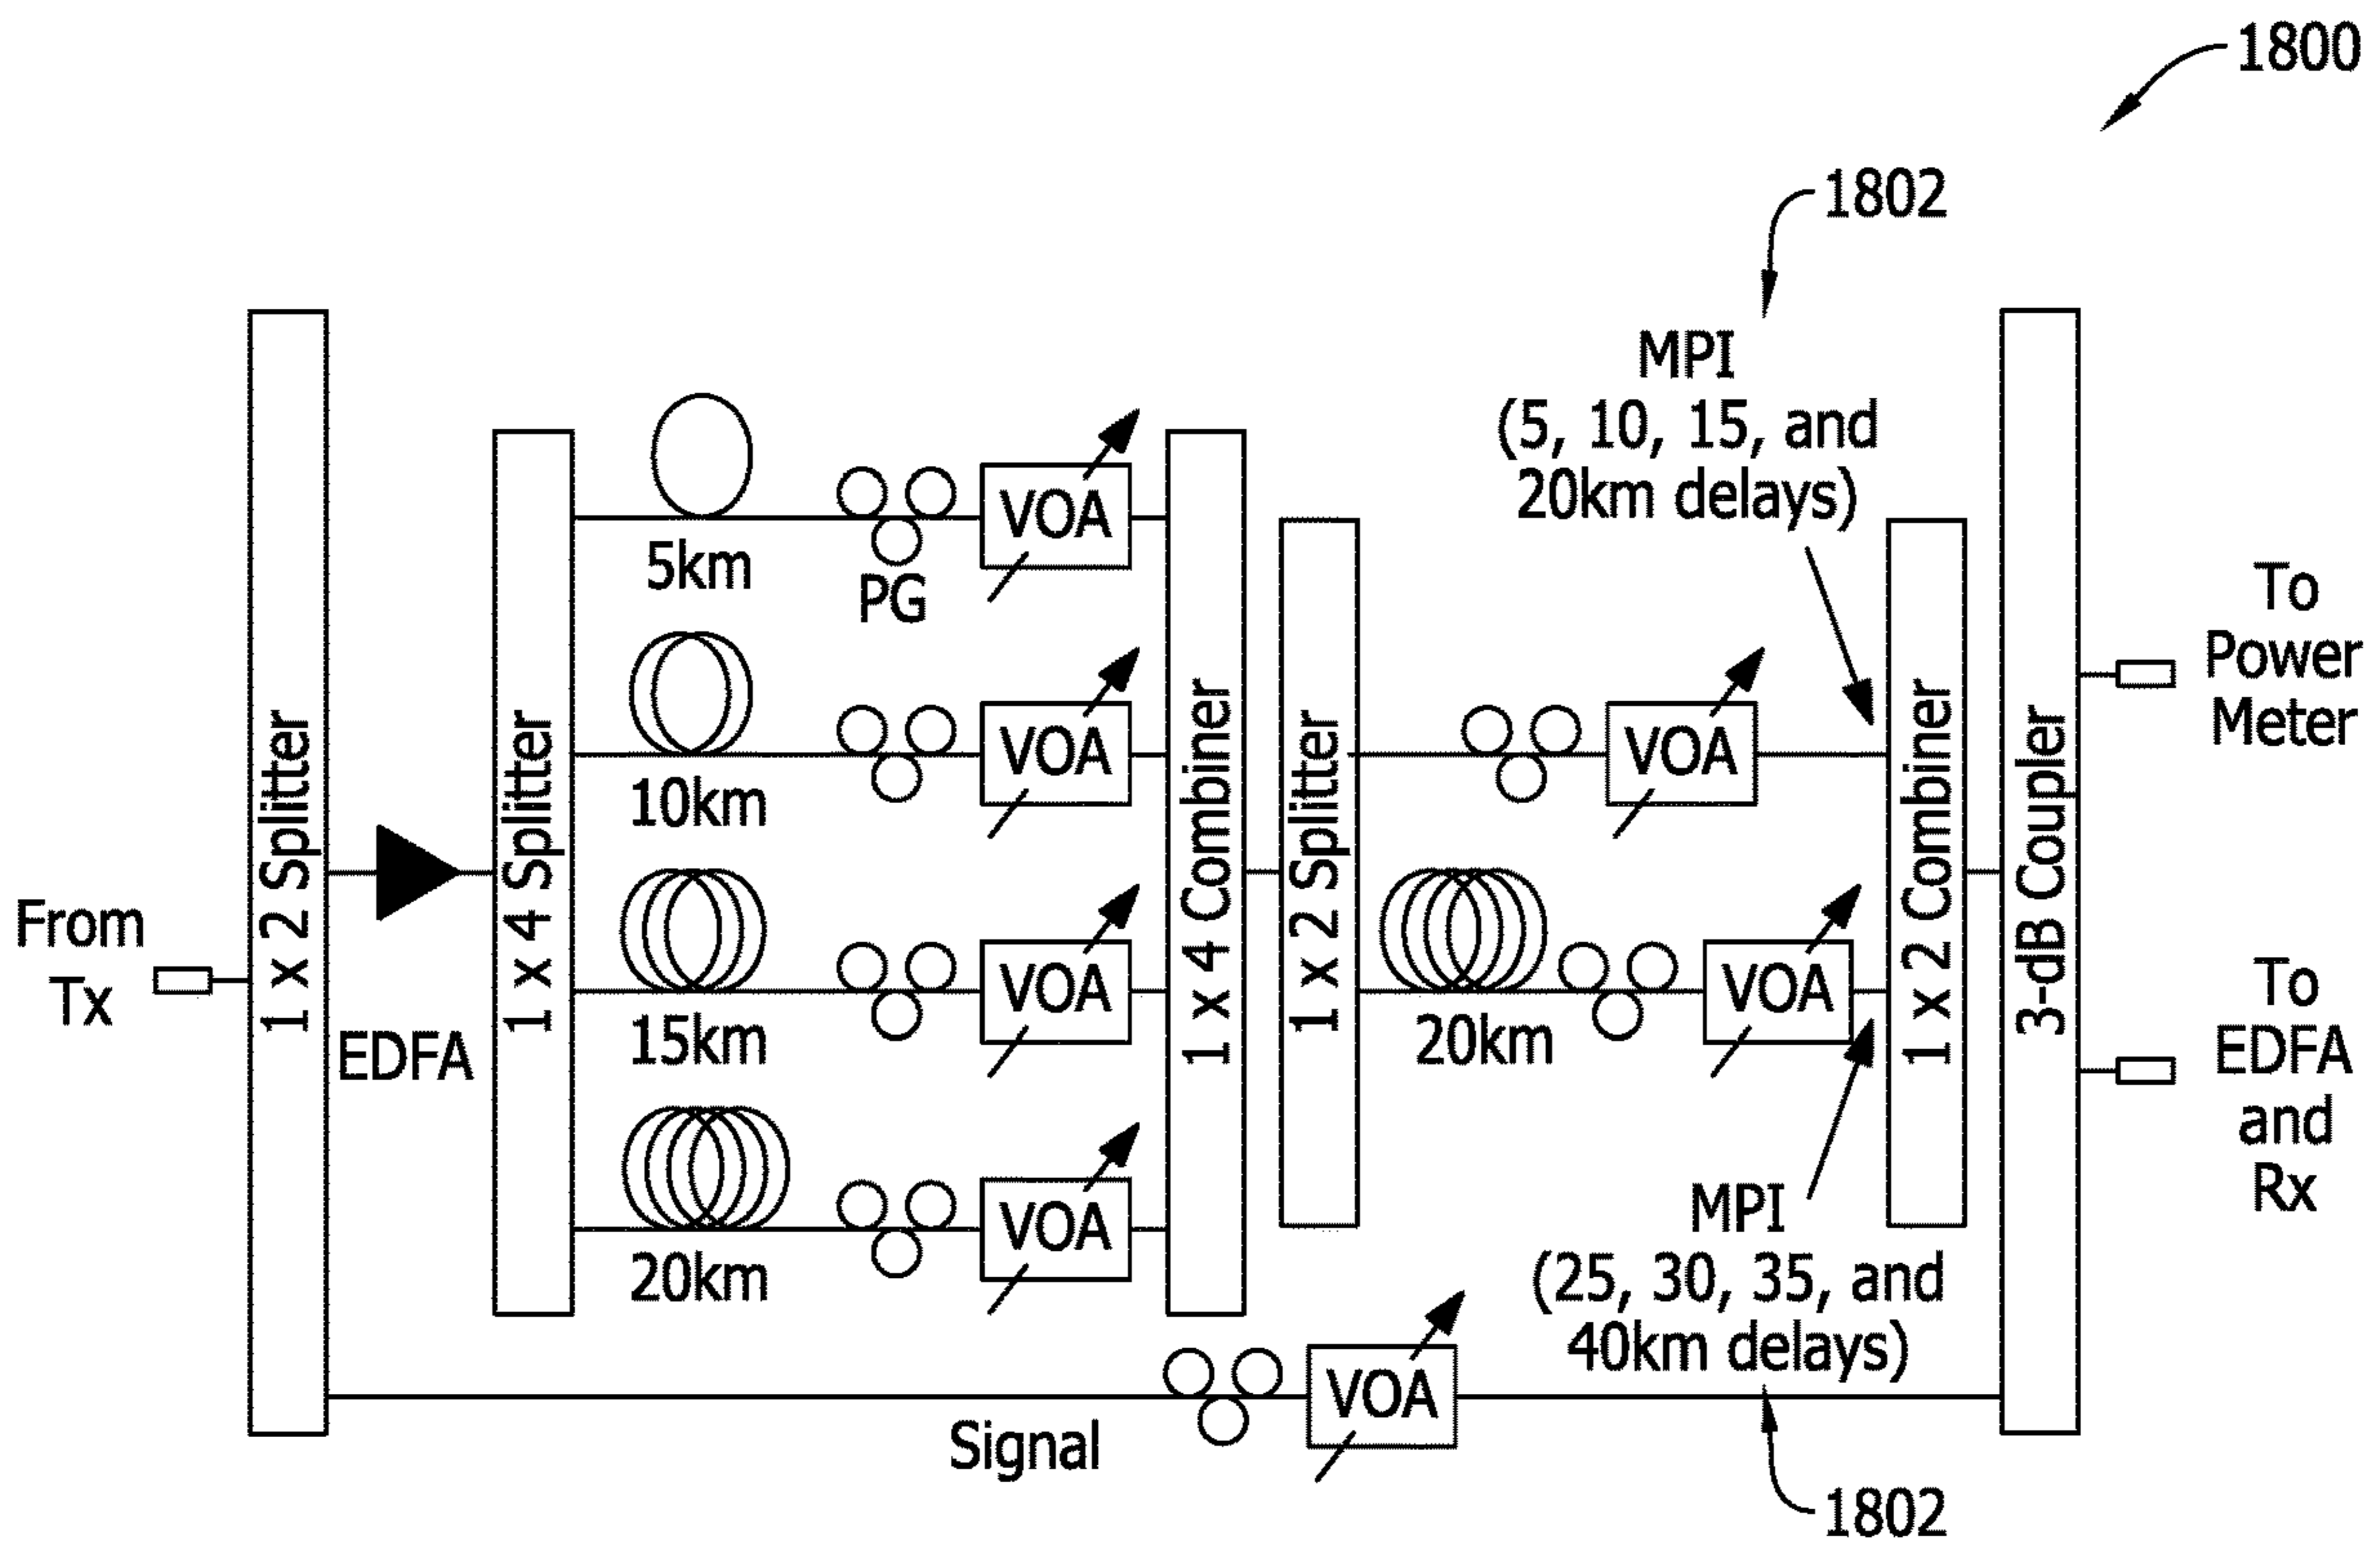 1800
1802
MPI
(5, 10, 15, and
20km delays)
From
Tx
1 x 2 Splitter
EDFA
1 x 4 Splitter
5km
PG
VOA
10km
VOA
15km
VOA
20km
VOA
1 x 4 Combiner
1 x 2 Splitter
VOA
20km
VOA
MPI
(25, 30, 35, and
40km delays)
1802
1 x 2 Combiner
3-dB Coupler
Signal
VOA
To
Power
Meter
To
EDFA
and
Rx